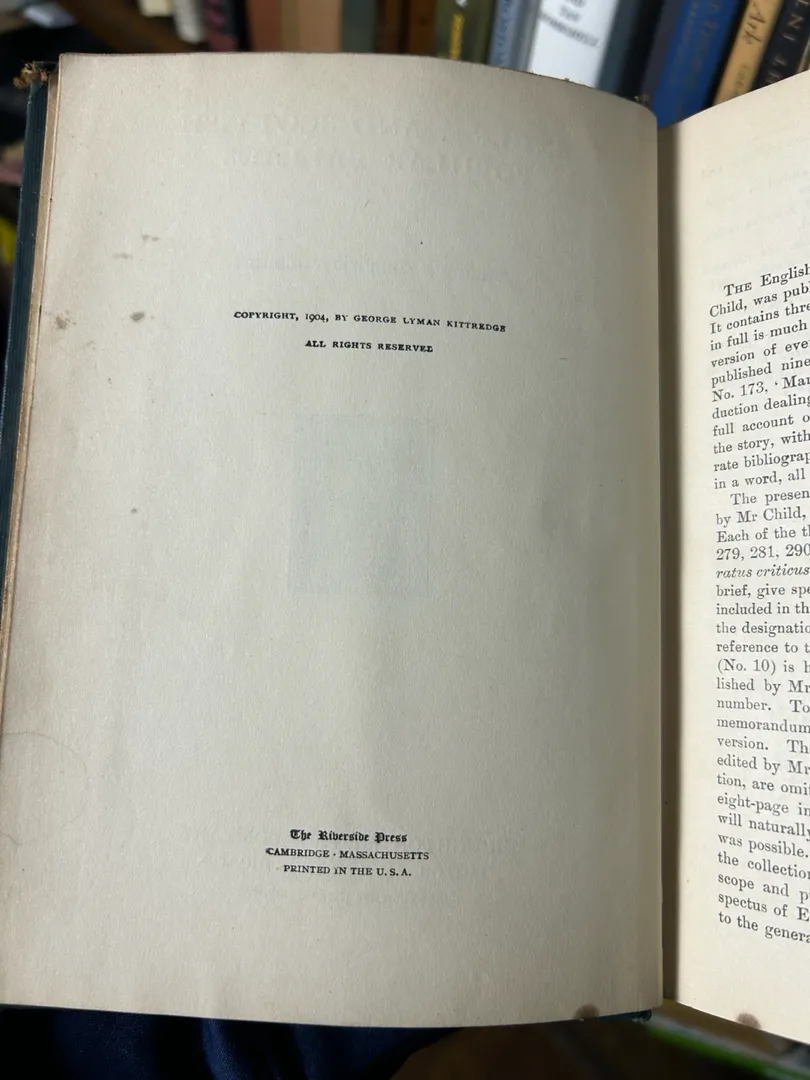 COPYRIGHT, 1904, BY GEORGE LYMAN KITTREDGE
ALL RIGHTS RESERVED
The Riverside Press
CAMBRIDGE · MASSACHUSETTS
PRINTED IN THE U. S. A.
THE English
Child, was pub
It contains thre
in full is much
version of eve
published nine
No. 173, ‘ Mar
duction dealing
full account o
the story, with
rate bibliograp
in a word, all
The presen
by Mr Child,
Each of the th
279, 281, 290
ratus criticus
brief, give spe
included in th
the designatio
reference to t
(No. 10) is h
lished by Mr
number. To
memorandum
version. Th
edited by Mr
tion, are omi
eight-page in
will naturally
was possible.
the collection
scope and p
spectus of E
to the genera
Ark